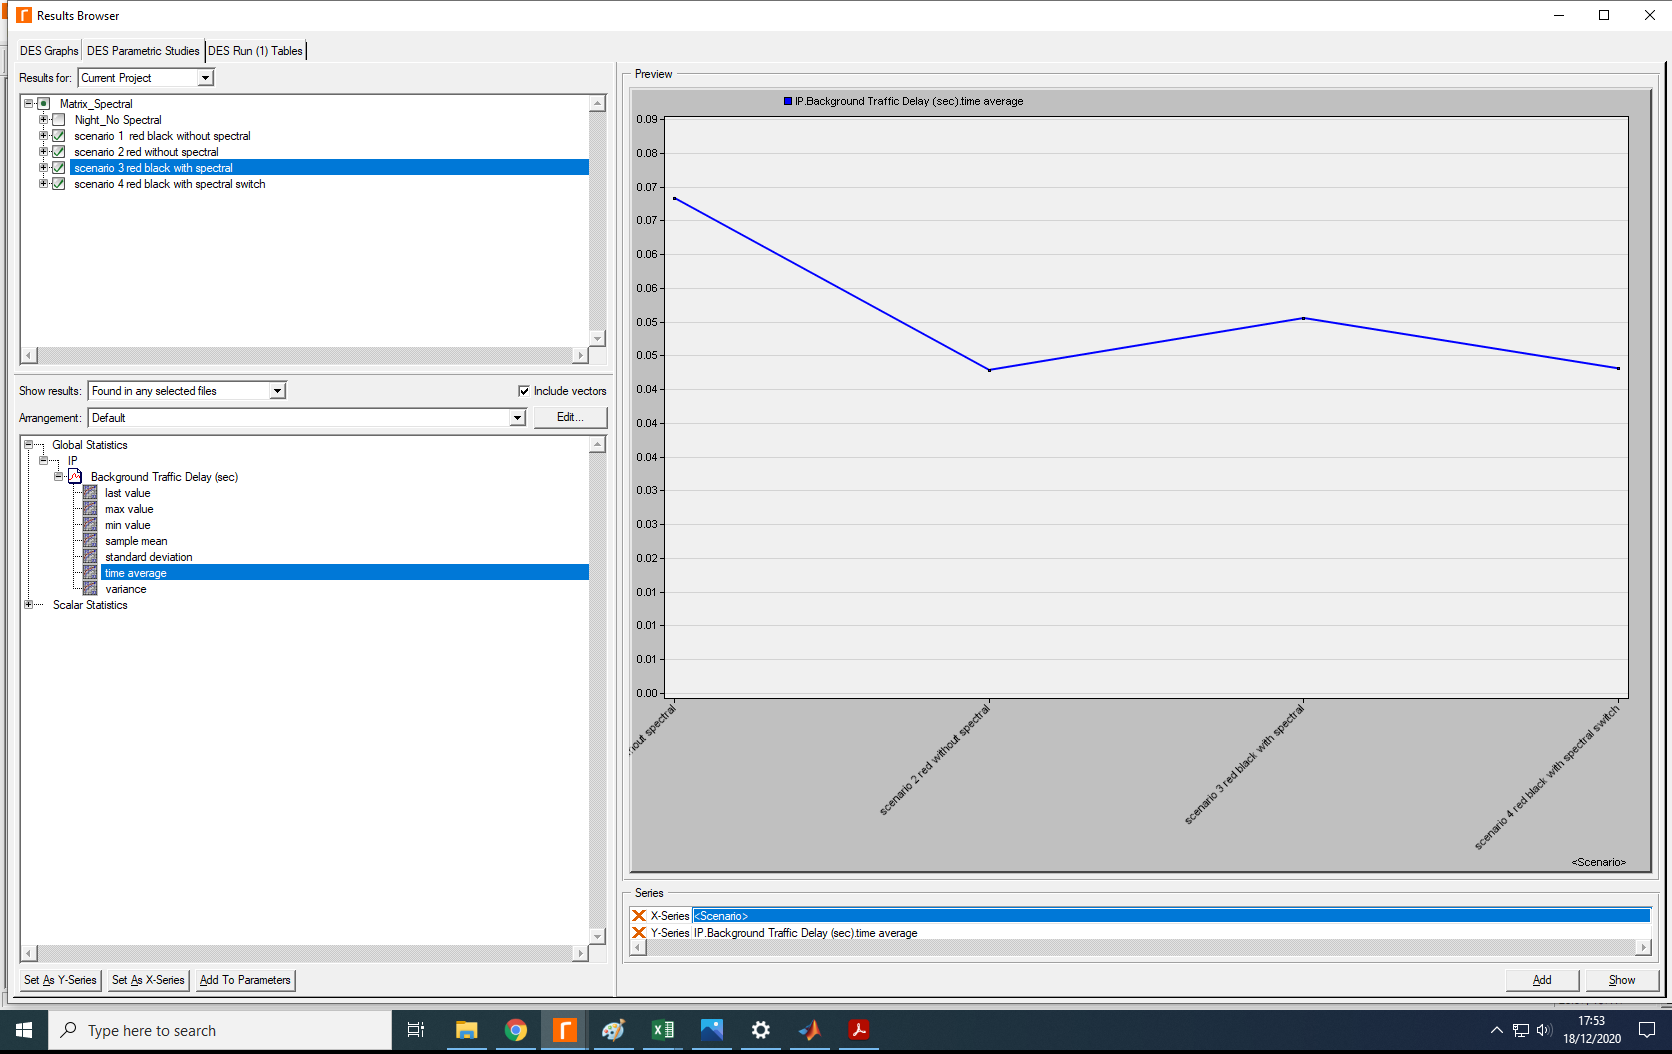 Results Browser
DES Graphs
DES Parametric Studies
DES Run (1) Tables
Results for:
Current Project
Matrix_Spectral
Night_No Spectral
scenario 1 red black without spectral
scenario 2 red without spectral
scenario 3 red black with spectral
scenario 4 red black with spectral switch
Show results:
Found in any selected files
Include vectors
Arrangement:
Default
Edit...
Global Statistics
IP
Background Traffic Delay (sec)
last value
max value
min value
sample mean
standard deviation
time average
variance
Scalar Statistics
Set As Y-Series
Set As X-Series
Add To Parameters
Preview
IP.Background Traffic Delay (sec).time average
0.09
0.08
0.07
0.07
0.06
0.06
0.05
0.05
0.04
0.04
0.04
0.03
0.03
0.02
0.01
0.01
0.01
0.00
hout spectral
scenario 2 red without spectral
scenario 3 red black with spectral
scenario 4 red black with spectral switch
<Scenario>
Series
X-Series <Scenario>
Y-Series IP.Background Traffic Delay (sec).time average
Add
Show
Type here to search
17:53
18/12/2020